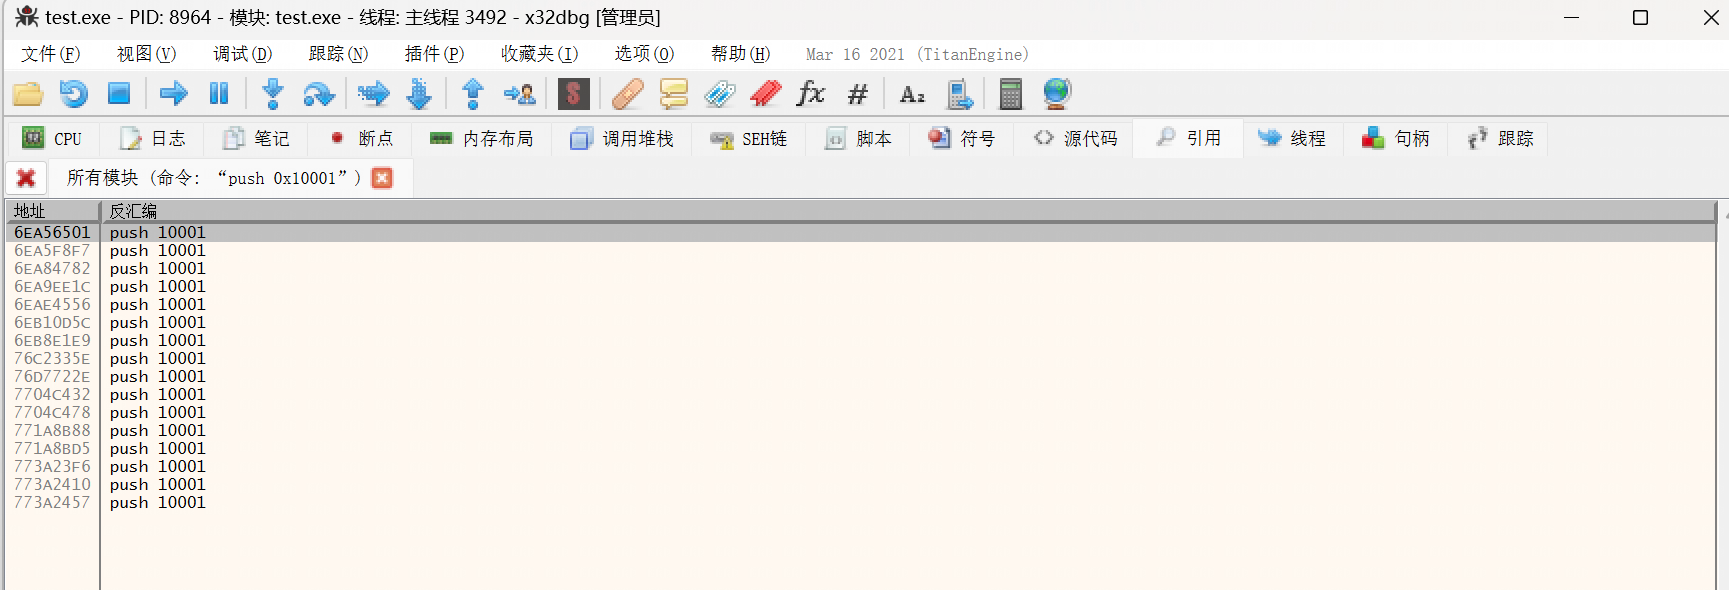 test.exe - PID: 8964 - 模块: test.exe - 线程: 主线程 3492 - x32dbg [管理员]
文件(F) 视图(V) 调试(D) 跟踪(N) 插件(P) 收藏夹(I) 选项(O) 帮助(H) Mar 16 2021 (TitanEngine)
S fx # A₂
CPU 日志 笔记 断点 内存布局 调用堆栈 SEH链 脚本 符号 源代码 引用 线程 句柄 跟踪
所有模块 (命令: “push 0x10001”)
地址 反汇编
6EA56501 push 10001
6EA5F8F7 push 10001
6EA84782 push 10001
6EA9EE1C push 10001
6EAE4556 push 10001
6EB10D5C push 10001
6EB8E1E9 push 10001
76C2335E push 10001
76D7722E push 10001
7704C432 push 10001
7704C478 push 10001
771A8B88 push 10001
771A8BD5 push 10001
773A23F6 push 10001
773A2410 push 10001
773A2457 push 10001